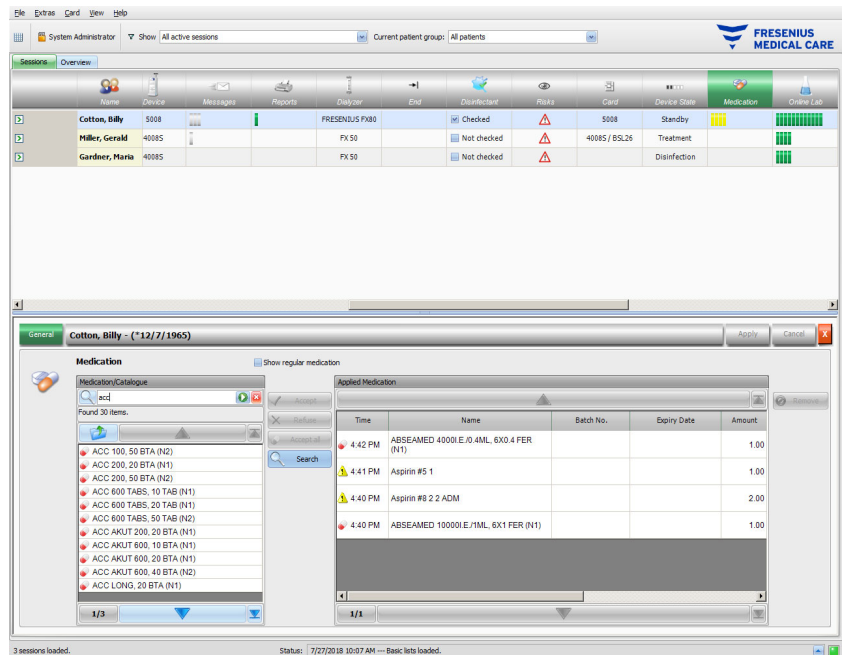 File Extras Card View Help
System Administrator Show All active sessions Current patient group: All patients
FRESENIUS
MEDICAL CARE
Sessions Overview
Name Device Messages Reports Dialyzer End Disinfectant Risks Card Device State Medication Online Lab
Cotton, Billy 5008 FRESENIUS FX80 Checked 5008 Standby
Miller, Gerald 4008S FX 50 Not checked 4008S / BSL26 Treatment
Gardner, Maria 4008S FX 50 Not checked Disinfection
General Cotton, Billy - (*12/7/1965) Apply Cancel X
Medication Show regular medication
Medication/Catalogue
acc
Found 30 items.
ACC 100, 50 BTA (N2)
ACC 200, 20 BTA (N1)
ACC 200, 50 BTA (N2)
ACC 600 TABS, 10 TAB (N1)
ACC 600 TABS, 20 TAB (N1)
ACC 600 TABS, 50 TAB (N2)
ACC AKUT 200, 20 BTA (N1)
ACC AKUT 600, 10 BTA (N1)
ACC AKUT 600, 20 BTA (N1)
ACC AKUT 600, 40 BTA (N2)
ACC LONG, 20 BTA (N1)
1/3
Accept
Refuse
Accept all
Search
Applied Medication
Remove
Time Name Batch No. Expiry Date Amount
4:42 PM ABSEAMED 4000I.E./0.4ML, 6X0.4 FER
(N1) 1.00
4:41 PM Aspirin #5 1 1.00
4:40 PM Aspirin #8 2 2 ADM 2.00
4:40 PM ABSEAMED 10000I.E./1ML, 6X1 FER (N1) 1.00
1/1
3 sessions loaded. Status: 7/27/2018 10:07 AM --- Basic lists loaded.